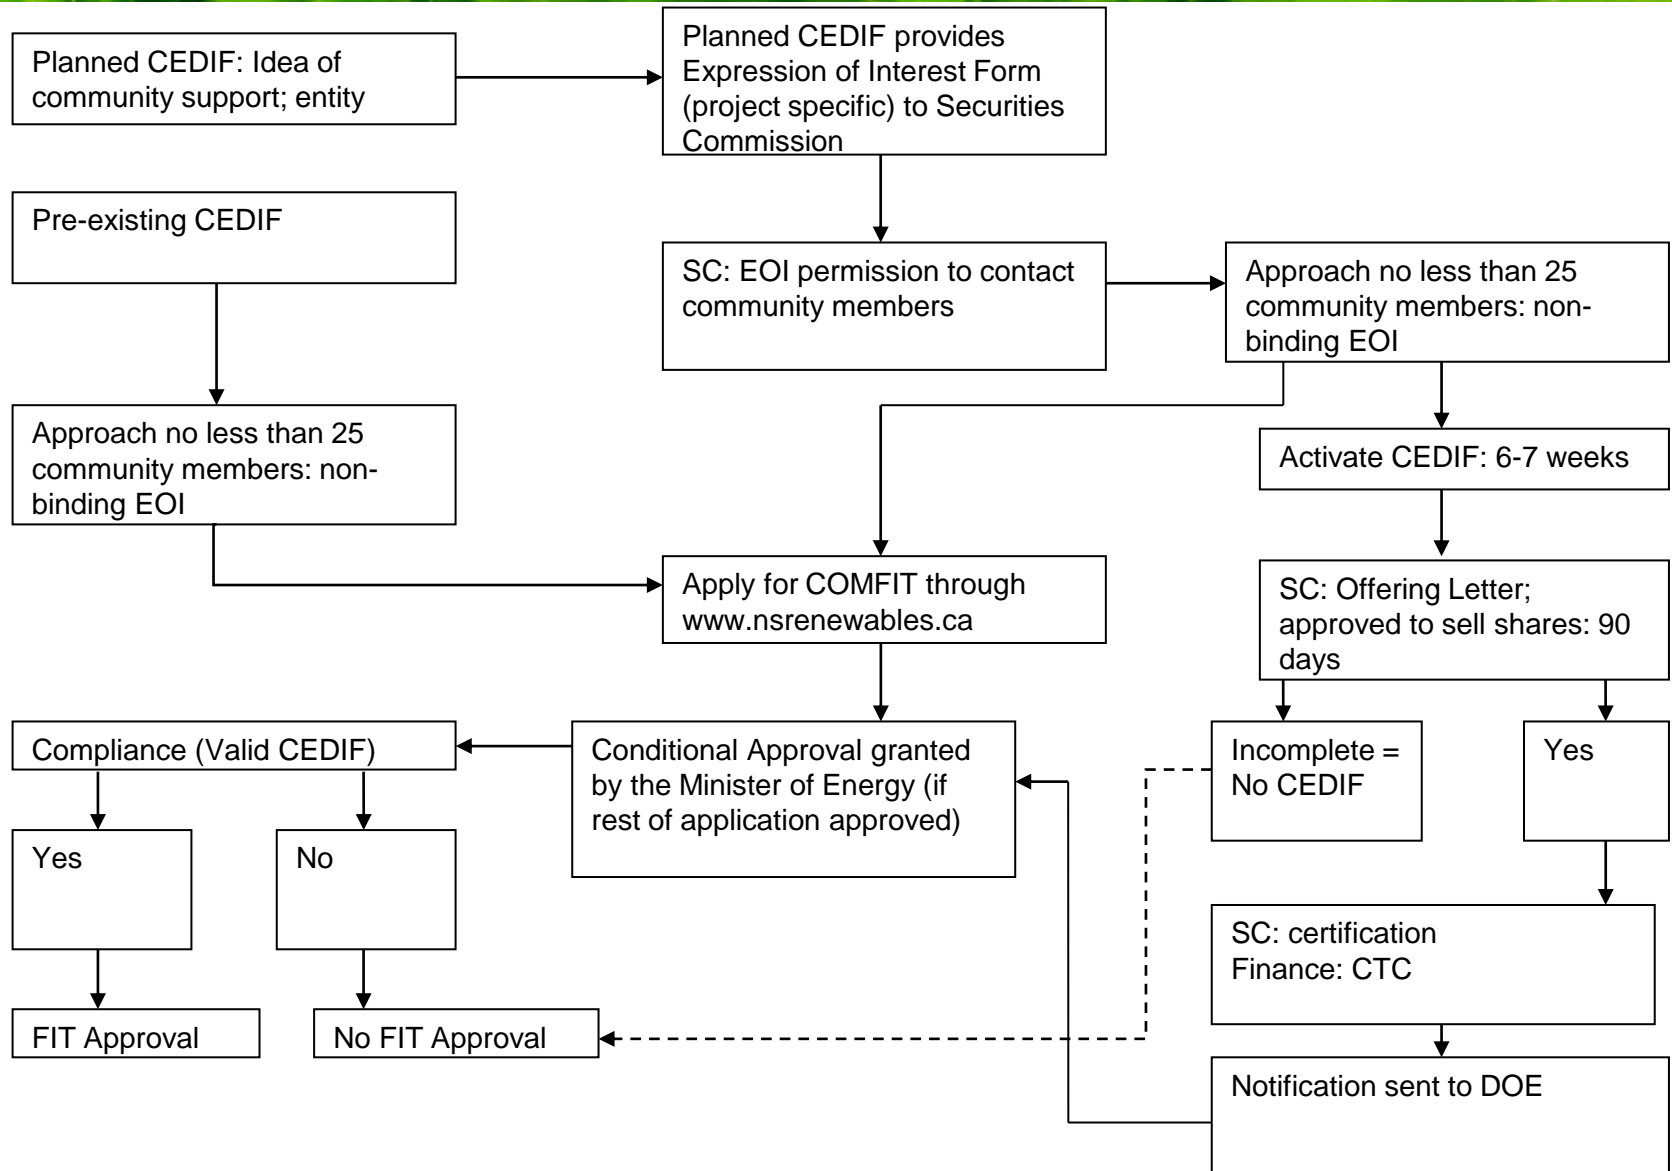 Planned CEDIF: Idea of
community support; entity
Planned CEDIF provides
Expression of Interest Form
(project specific) to Securities
Commission
Pre-existing CEDIF
SC: EOI permission to contact
community members
Approach no less than 25
community members: non-
binding EOI
Approach no less than 25
community members: non-
binding EOI
Activate CEDIF: 6-7 weeks
Apply for COMFIT through
www.nsrenewables.ca
SC: Offering Letter;
approved to sell shares: 90
days
Compliance (Valid CEDIF)
Conditional Approval granted
by the Minister of Energy (if
rest of application approved)
Incomplete =
No CEDIF
Yes
Yes
No
SC: certification
Finance: CTC
FIT Approval
No FIT Approval
Notification sent to DOE